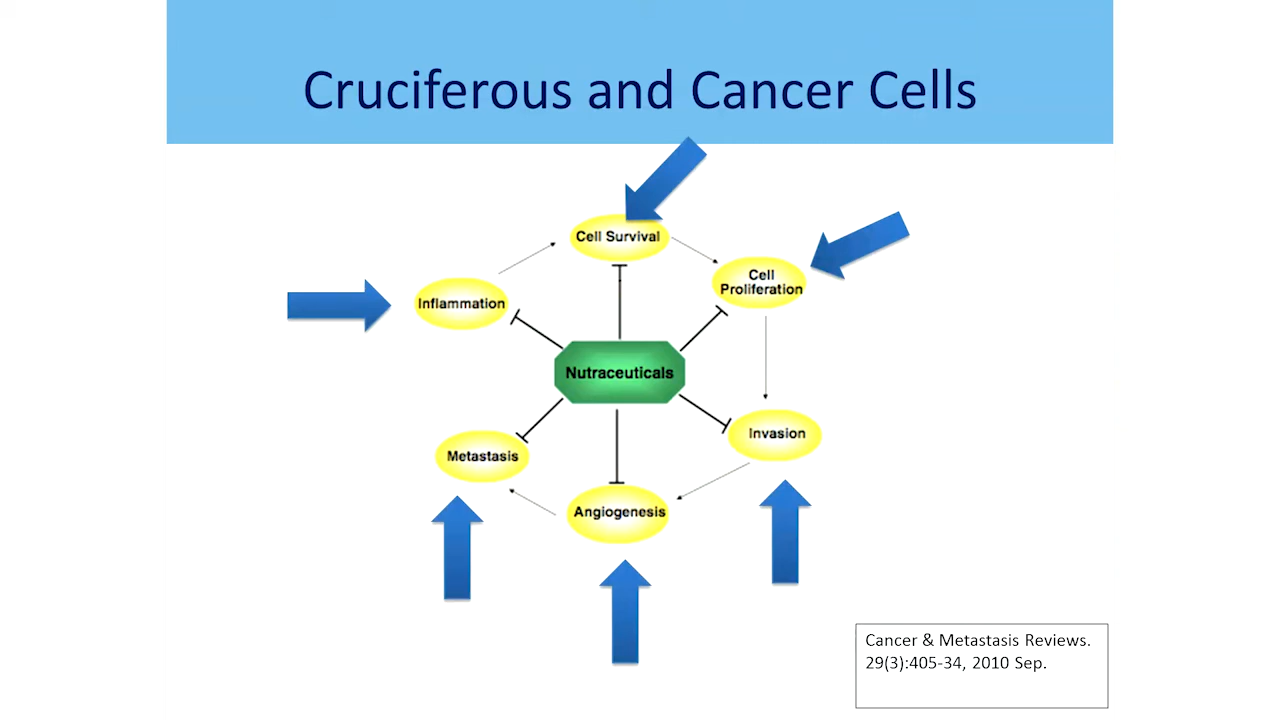 Cruciferous and Cancer Cells
Cell Survival
Cell
Proliferation
Inflammation
Nutraceuticals
Invasion
Metastasis
Angiogenesis
Cancer & Metastasis Reviews.
29(3):405-34, 2010 Sep.